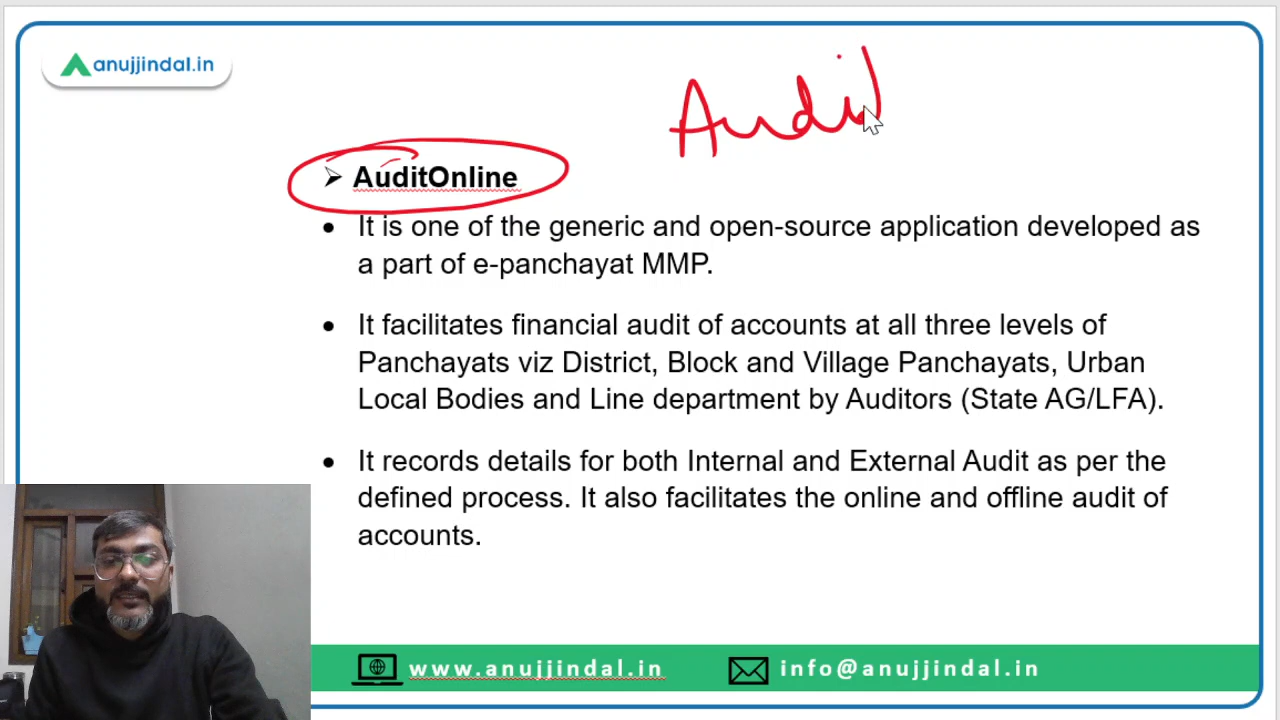 anujjindal.in
Audit
➢ AuditOnline
• It is one of the generic and open-source application developed as
a part of e-panchayat MMP.
• It facilitates financial audit of accounts at all three levels of
Panchayats viz District, Block and Village Panchayats, Urban
Local Bodies and Line department by Auditors (State AG/LFA).
• It records details for both Internal and External Audit as per the
defined process. It also facilitates the online and offline audit of
accounts.
www.anujjindal.in info@anujjindal.in